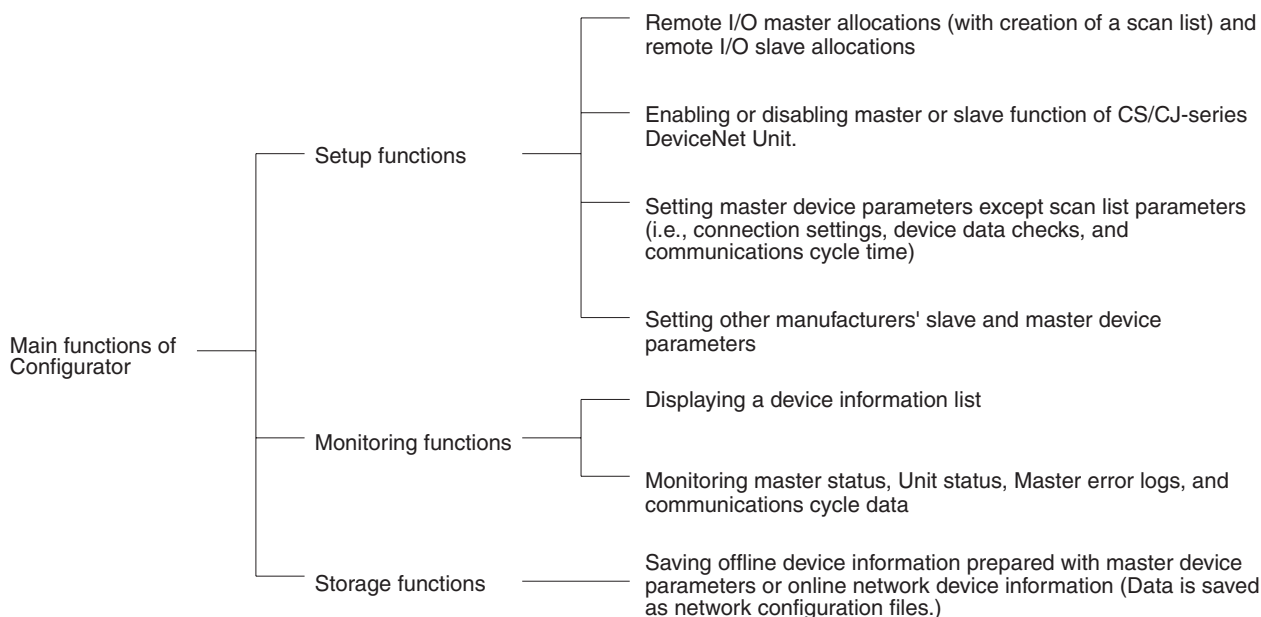 Main functions of
Configurator
Setup functions
Remote I/O master allocations (with creation of a scan list) and
remote I/O slave allocations
Enabling or disabling master or slave function of CS/CJ-series
DeviceNet Unit.
Setting master device parameters except scan list parameters
(i.e., connection settings, device data checks, and
communications cycle time)
Setting other manufacturers' slave and master device
parameters
Monitoring functions
Displaying a device information list
Monitoring master status, Unit status, Master error logs, and
communications cycle data
Storage functions
Saving offline device information prepared with master device
parameters or online network device information (Data is saved
as network configuration files.)